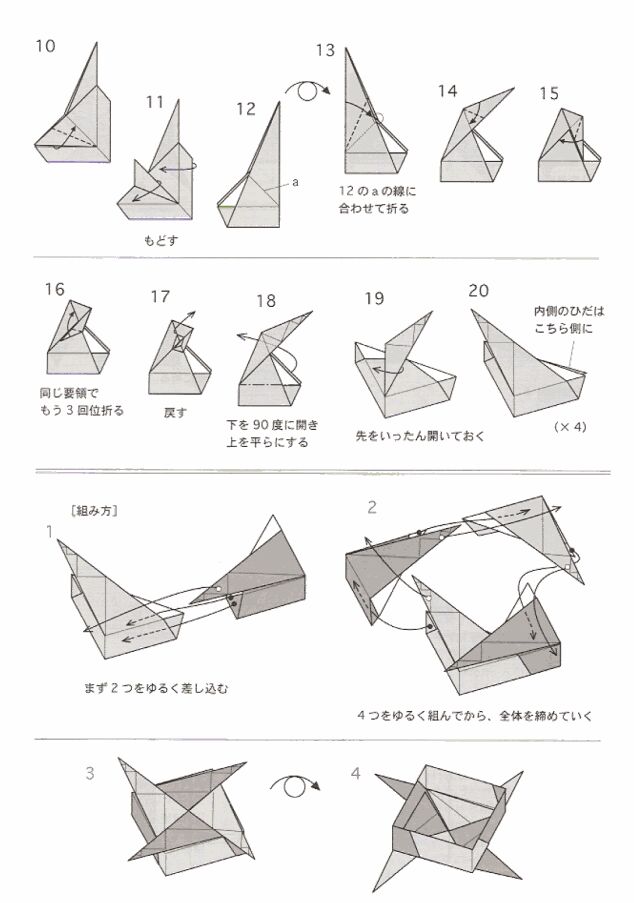 10
11
もどす
12
a
13
12のaの線に
合わせて折る
14
15
16
同じ要領で
もう3回位折る
17
戻す
18
下を90度に開き
上を平らにする
19
先をいったん開いておく
20
内側のひだは
こちら側に
(×4)
[組み方]
1
まず2つをゆるく差し込む
2
4つをゆるく組んでから、全体を締めていく
3
4